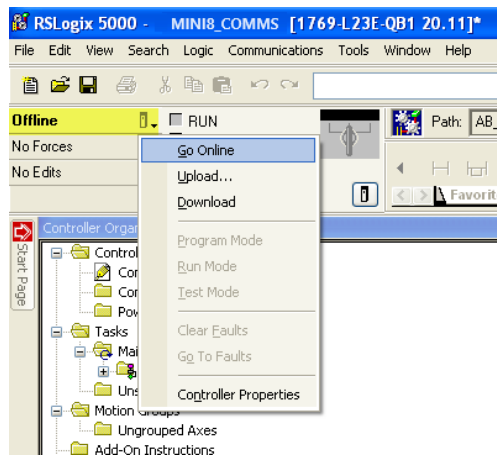 RSLogix 5000 - MINI8_COMMS [1769-L23E-QB1 20.11]*
File Edit View Search Logic Communications Tools Window Help
Offline RUN Path: AB_
No Forces
No Edits
Go Online
Upload...
Download
Program Mode
Run Mode
Test Mode
Clear Faults
Go To Faults
Controller Properties
Favorit
Start Page
Controller Organ
Control
Cor
Cor
Pow
Tasks
Mai
Uns
Motion Groups
Ungrouped Axes
Add-On Instructions